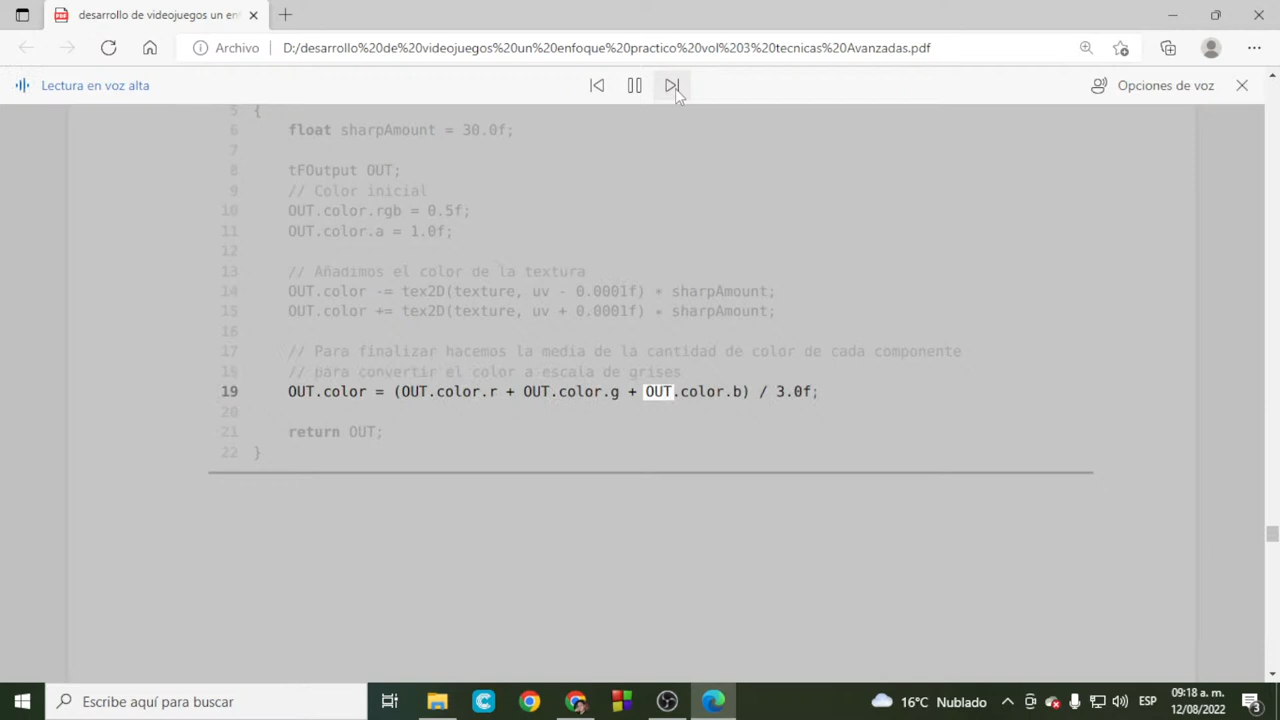 desarrollo de videojuegos un en
Archivo
D:/desarrollo%20de%20videojuegos%20un%20enfoque%20practico%20vol%203%20tecnicas%20Avanzadas.pdf
Lectura en voz alta
Opciones de voz
5 {
6 float sharpAmount = 30.0f;
7
8 tFOutput OUT;
9 // Color inicial
10 OUT.color.rgb = 0.5f;
11 OUT.color.a = 1.0f;
12
13 // Añadimos el color de la textura
14 OUT.color -= tex2D(texture, uv - 0.0001f) * sharpAmount;
15 OUT.color += tex2D(texture, uv + 0.0001f) * sharpAmount;
16
17 // Para finalizar hacemos la media de la cantidad de color de cada componente
18 // para convertir el color a escala de grises
19 OUT.color = (OUT.color.r + OUT.color.g + OUT.color.b) / 3.0f;
20
21 return OUT;
22 }
Escribe aquí para buscar
16°C Nublado
ESP
09:18 a. m.
12/08/2022
3